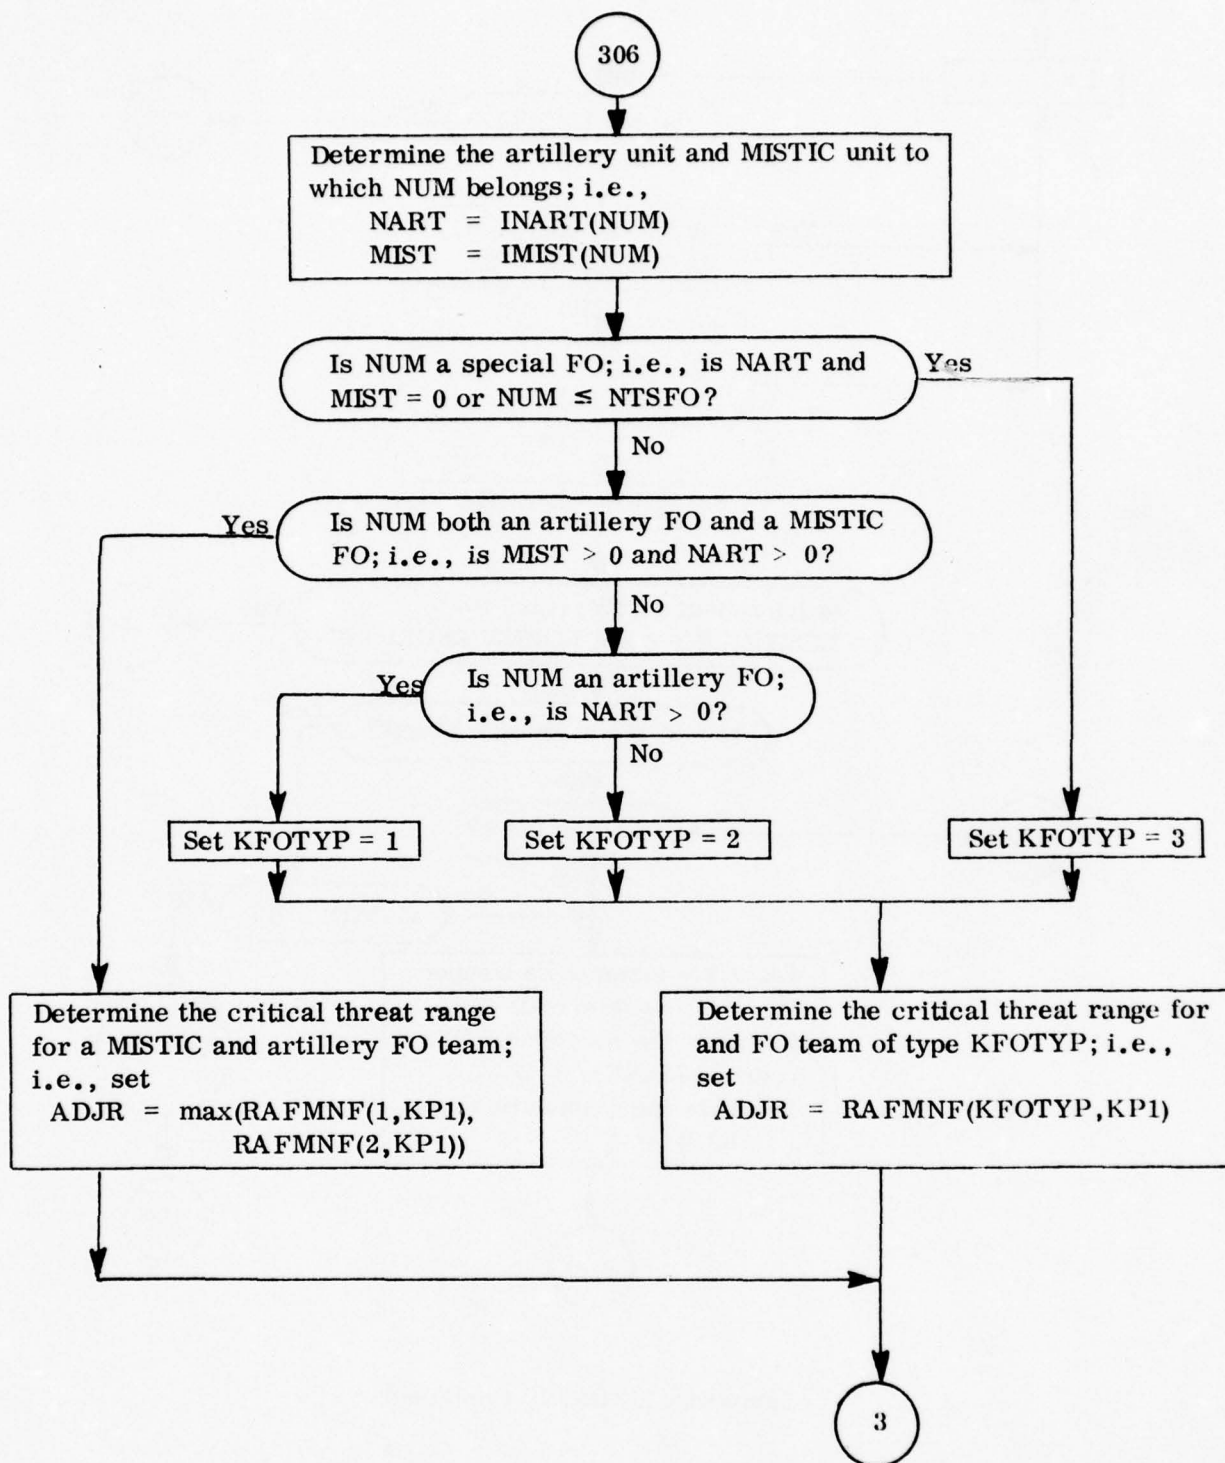 306
Determine the artillery unit and MISTIC unit to
which NUM belongs; i.e.,
NART = INART(NUM)
MIST = IMIST(NUM)
Is NUM a special FO; i.e., is NART and
MIST = 0 or NUM ≤ NTSFO?
Yes
No
Is NUM both an artillery FO and a MISTIC
FO; i.e., is MIST > 0 and NART > 0?
Yes
No
Is NUM an artillery FO;
i.e., is NART > 0?
Yes
No
Set KFOTYP = 1
Set KFOTYP = 2
Set KFOTYP = 3
Determine the critical threat range
for a MISTIC and artillery FO team;
i.e., set
ADJR = max(RAFMNF(1,KP1),
RAFMNF(2,KP1))
Determine the critical threat range for
and FO team of type KFOTYP; i.e.,
set
ADJR = RAFMNF(KFOTYP,KP1)
3